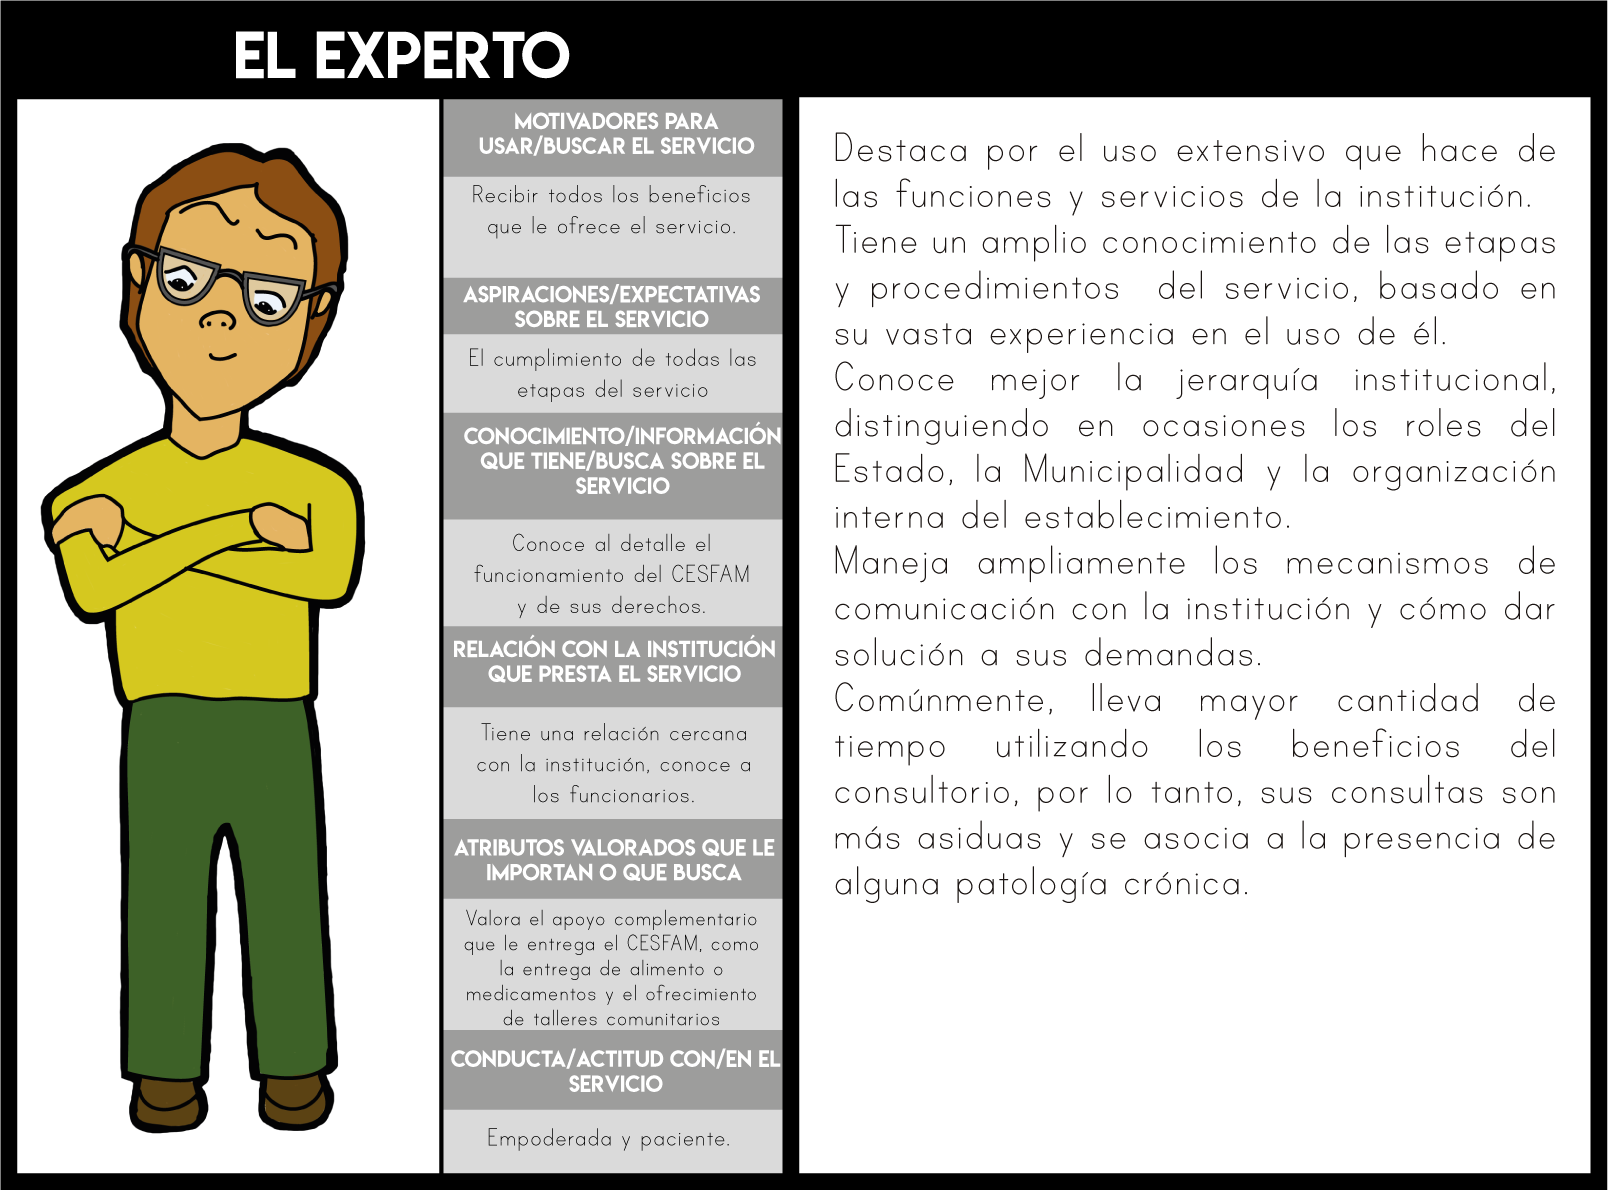 EL EXPERTO
MOTIVADORES PARA
USAR/BUSCAR EL SERVICIO
Recibir todos los beneficios
que le ofrece el servicio.
ASPIRACIONES/EXPECTATIVAS
SOBRE EL SERVICIO
El cumplimiento de todas las
etapas del servicio
CONOCIMIENTO/INFORMACIÓN
QUE TIENE/BUSCA SOBRE EL
SERVICIO
Conoce al detalle el
funcionamiento del CESFAM
y de sus derechos.
RELACIÓN CON LA INSTITUCIÓN
QUE PRESTA EL SERVICIO
Tiene una relación cercana
con la institución, conoce a
los funcionarios.
ATRIBUTOS VALORADOS QUE LE
IMPORTAN O QUE BUSCA
Valora el apoyo complementario
que le entrega el CESFAM, como
la entrega de alimento o
medicamentos y el ofrecimiento
de talleres comunitarios
CONDUCTA/ACTITUD CON/EN EL
SERVICIO
Empoderada y paciente.
Destaca por el uso extensivo que hace de
las funciones y servicios de la institución.
Tiene un amplio conocimiento de las etapas
y procedimientos del servicio, basado en
su vasta experiencia en el uso de él.
Conoce mejor la jerarquía institucional,
distinguiendo en ocasiones los roles del
Estado, la Municipalidad y la organización
interna del establecimiento.
Maneja ampliamente los mecanismos de
comunicación con la institución y cómo dar
solución a sus demandas.
Comúnmente, lleva mayor cantidad de
tiempo utilizando los beneficios del
consultorio, por lo tanto, sus consultas son
más asiduas y se asocia a la presencia de
alguna patología crónica.